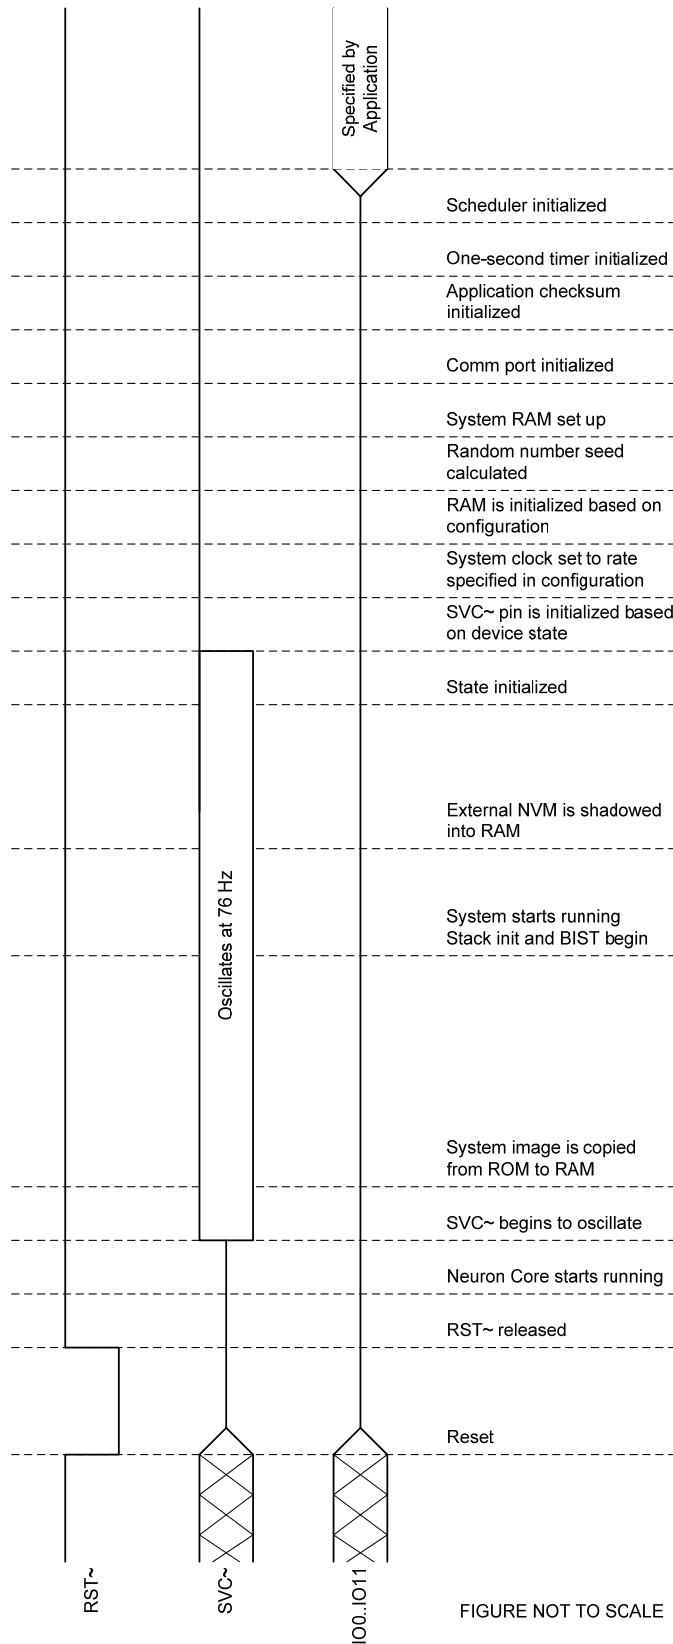 Specified by
Application
Scheduler initialized
One-second timer initialized
Application checksum
initialized
Comm port initialized
System RAM set up
Random number seed
calculated
RAM is initialized based on
configuration
System clock set to rate
specified in configuration
SVC~ pin is initialized based
on device state
State initialized
External NVM is shadowed
into RAM
Oscillates at 76 Hz
System starts running
Stack init and BIST begin
System image is copied
from ROM to RAM
SVC~ begins to oscillate
Neuron Core starts running
RST~ released
Reset
RST~
SVC~
IO0..IO11
FIGURE NOT TO SCALE